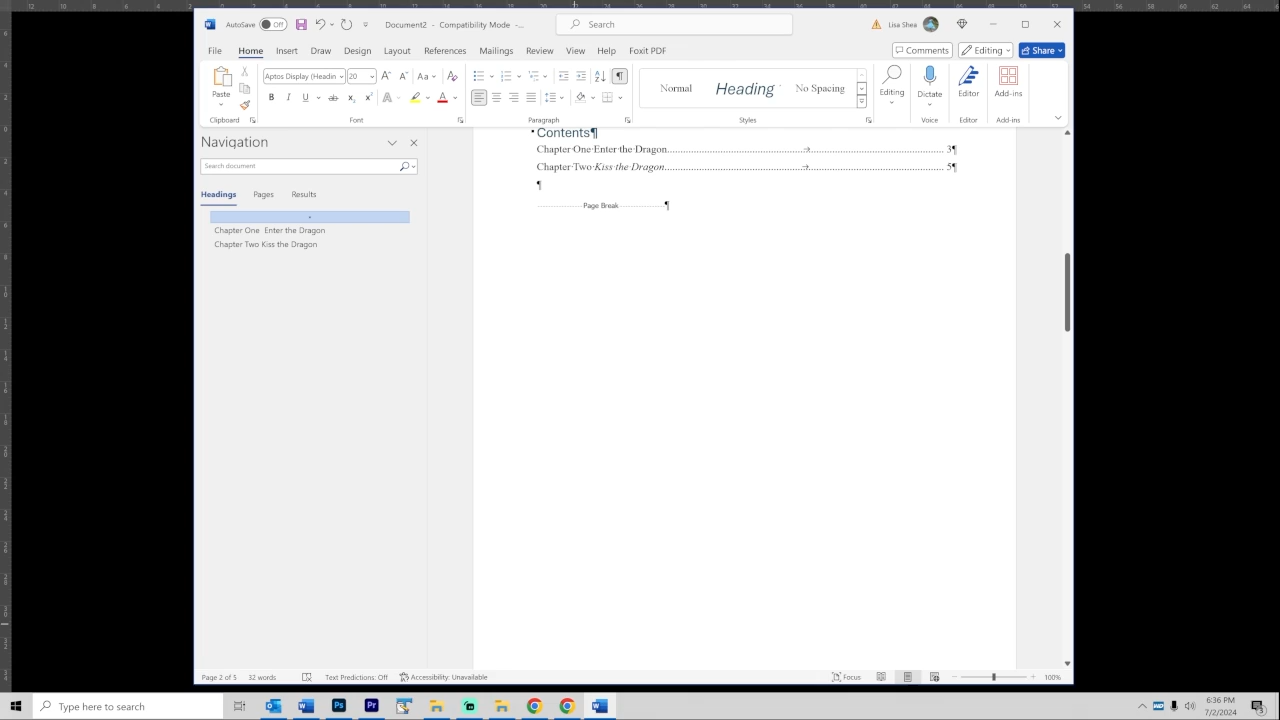 AutoSave Off Document2 - Compatibility Mode -... Search Lisa Shea
File Home Insert Draw Design Layout References Mailings Review View Help Foxit PDF Comments Editing Share
Paste Aptos Display (Headin 20 Aa Normal Heading No Spacing Editing Dictate Editor Add-ins
Clipboard Font Paragraph Styles Voice Editor Add-ins
Navigation
Search document
Headings Pages Results
Chapter One Enter the Dragon
Chapter Two Kiss the Dragon
Contents¶
Chapter·One·Enter·the·Dragon................................→................................3¶
Chapter·Two·Kiss·the·Dragon................................→................................5¶
¶
Page Break ¶
Page 2 of 5 32 words Text Predictions: Off Accessibility: Unavailable Focus 100%
Type here to search 6:36 PM
7/2/2024